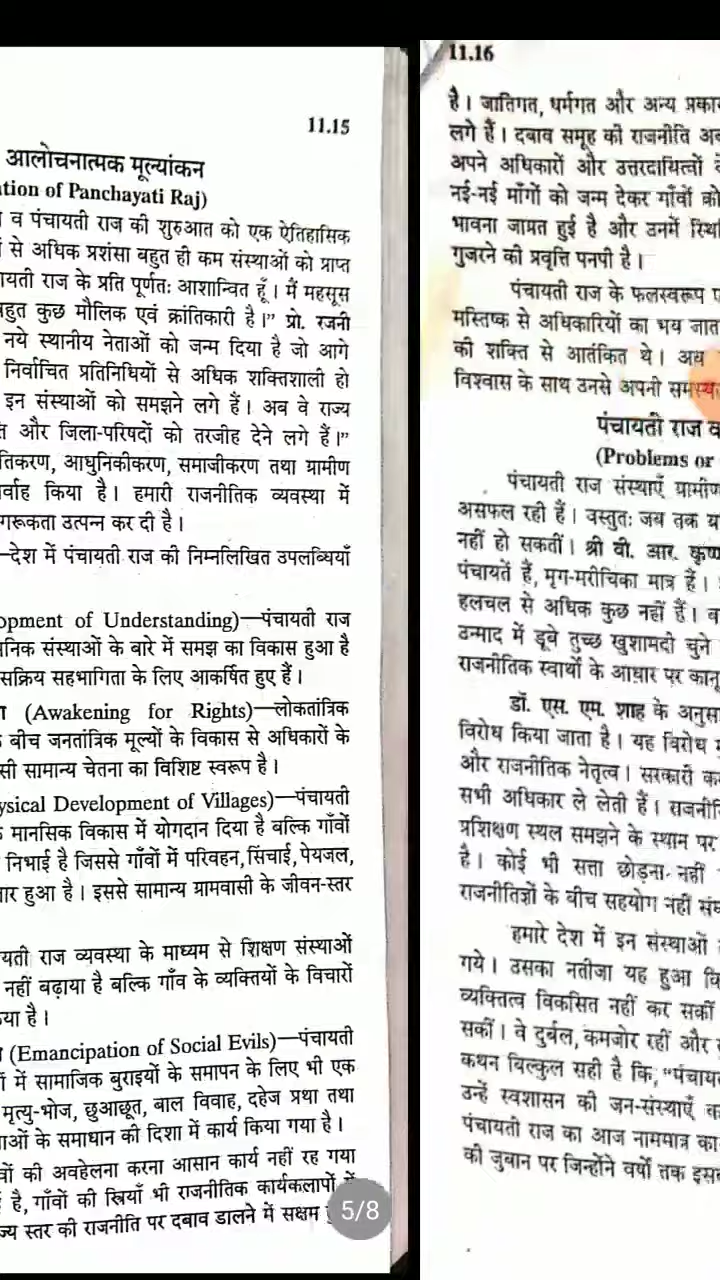 11.15
आलोचनात्मक मूल्यांकन
ation of Panchayati Raj)
व पंचायती राज की शुरुआत को एक ऐतिहासिक
से अधिक प्रशंसा बहुत ही कम संस्थाओं को प्राप्त
ायती राज के प्रति पूर्णतः आशान्वित हूँ। मैं महसूस
बहुत कुछ मौलिक एवं क्रांतिकारी है।” प्रो. रजनी
नये स्थानीय नेताओं को जन्म दिया है जो आगे
निर्वाचित प्रतिनिधियों से अधिक शक्तिशाली हो
इन संस्थाओं को समझने लगे हैं। अब वे राज्य
और जिला-परिषदों को तरजीह देने लगे हैं।”
तिकरण, आधुनिकीकरण, समाजीकरण तथा ग्रामीण
र्वाह किया है। हमारी राजनीतिक व्यवस्था में
गरूकता उत्पन्न कर दी है।
—देश में पंचायती राज की निम्नलिखित उपलब्धियाँ
opment of Understanding)—पंचायती राज
निक संस्थाओं के बारे में समझ का विकास हुआ है
सक्रिय सहभागिता के लिए आकर्षित हुए हैं।
(Awakening for Rights)—लोकतांत्रिक
बीच जनतांत्रिक मूल्यों के विकास से अधिकारों के
सी सामान्य चेतना का विशिष्ट स्वरूप है।
ysical Development of Villages)—पंचायती
मानसिक विकास में योगदान दिया है बल्कि गाँवों
निभाई है जिससे गाँवों में परिवहन, सिंचाई, पेयजल,
ार हुआ है। इससे सामान्य ग्रामवासी के जीवन-स्तर
यती राज व्यवस्था के माध्यम से शिक्षण संस्थाओं
नहीं बढ़ाया है बल्कि गाँव के व्यक्तियों के विचारों
या है।
(Emancipation of Social Evils)—पंचायती
में सामाजिक बुराइयों के समापन के लिए भी एक
मृत्यु-भोज, छुआछूत, बाल विवाह, दहेज प्रथा तथा
ाओं के समाधान की दिशा में कार्य किया गया है।
वों की अवहेलना करना आसान कार्य नहीं रह गया
है, गाँवों की स्त्रियाँ भी राजनीतिक कार्यकलापों में
ज्य स्तर की राजनीति पर दबाव डालने में सक्षम
5/8
11.16
है। जातिगत, धर्मगत और अन्य प्रकार
लगे हैं। दबाव समूह की राजनीति अब
अपने अधिकारों और उत्तरदायित्वों
नई-नई माँगों को जन्म देकर गाँवों को
भावना जाग्रत हुई है और उनमें स्थि
गुजरने की प्रवृत्ति पनपी है।
पंचायती राज के फलस्वरूप
मस्तिष्क से अधिकारियों का भय जात
की शक्ति से आतंकित थे। अब
विश्वास के साथ उनसे अपनी समस्य
पंचायती राज व
(Problems or
पंचायती राज संस्थाएँ ग्रामीण
असफल रही हैं। वस्तुतः जब तक य
नहीं हो सकतीं। श्री वी. आर. कृष्ण
पंचायतें हैं, मृग-मरीचिका मात्र हैं।
हलचल से अधिक कुछ नहीं हैं। व
उन्माद में डूबे तुच्छ खुशामदी चुने
राजनीतिक स्वार्थों के आधार पर कानू
डॉ. एस. एम. शाह के अनुसा
विरोध किया जाता है। यह विरोध
और राजनीतिक नेतृत्व। सरकारी क
सभी अधिकार ले लेती हैं। राजनीति
प्रशिक्षण स्थल समझने के स्थाम पर
है। कोई भी सत्ता छोड़ना नहीं
राजनीतिज्ञों के बीच सहयोग नहीं संघ
हमारे देश में इन संस्थाओं
गये। उसका नतीजा यह हुआ कि
व्यक्तित्व विकसित नहीं कर सकीं
सकीं। वे दुर्बल, कमजोर रहीं और
कथन बिल्कुल सही है कि, “पंचाय
उन्हें स्वशासन की जन-संस्थाएँ क
पंचायती राज का आज नाममात्र का
की जुबान पर जिन्होंने वर्षों तक इस